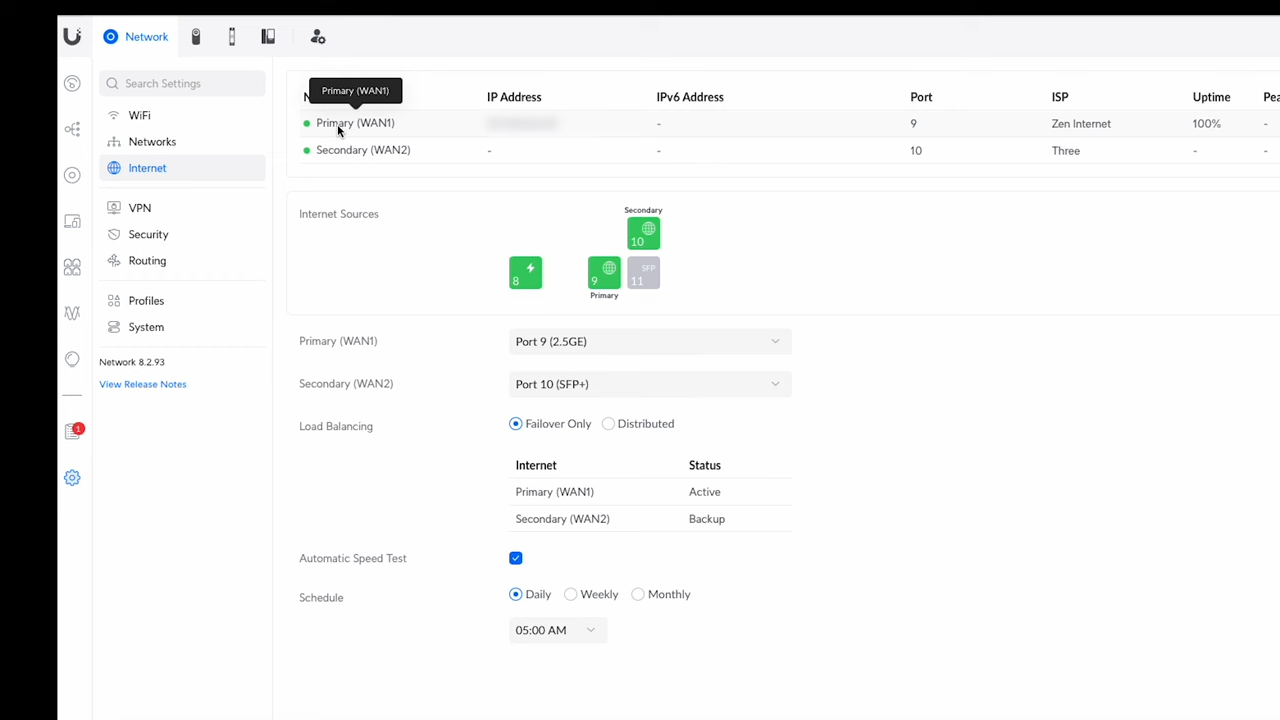 Network
Search Settings
WiFi
Networks
Internet
VPN
Security
Routing
Profiles
System
Network 8.2.93
View Release Notes
1
Primary (WAN1)
IP Address IPv6 Address Port ISP Uptime
Primary (WAN1) - 9 Zen Internet 100% -
Secondary (WAN2) - - 10 Three - -
Internet Sources
Secondary
10
8 9 SFP 11
Primary
Primary (WAN1) Port 9 (2.5GE)
Secondary (WAN2) Port 10 (SFP+)
Load Balancing Failover Only Distributed
Internet Status
Primary (WAN1) Active
Secondary (WAN2) Backup
Automatic Speed Test
Schedule Daily Weekly Monthly
05:00 AM